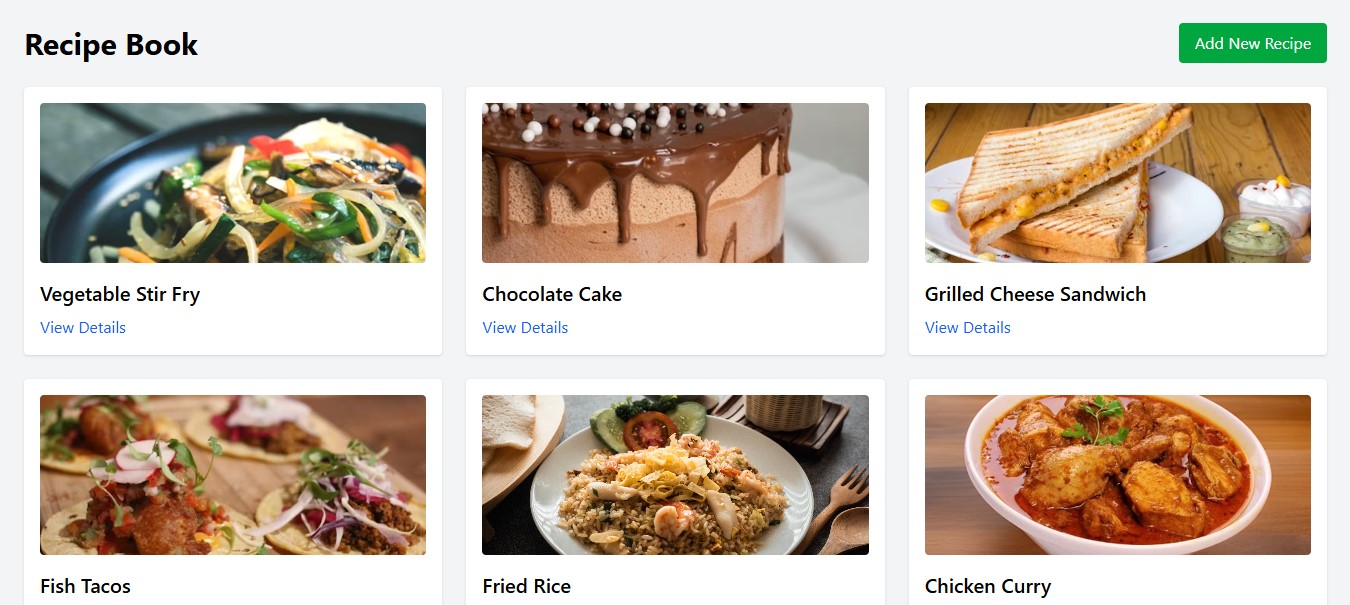 Recipe Book
Add New Recipe
Vegetable Stir Fry
Chocolate Cake
Grilled Cheese Sandwich
View Details
View Details
View Details
Fish Tacos
Fried Rice
Chicken Curry